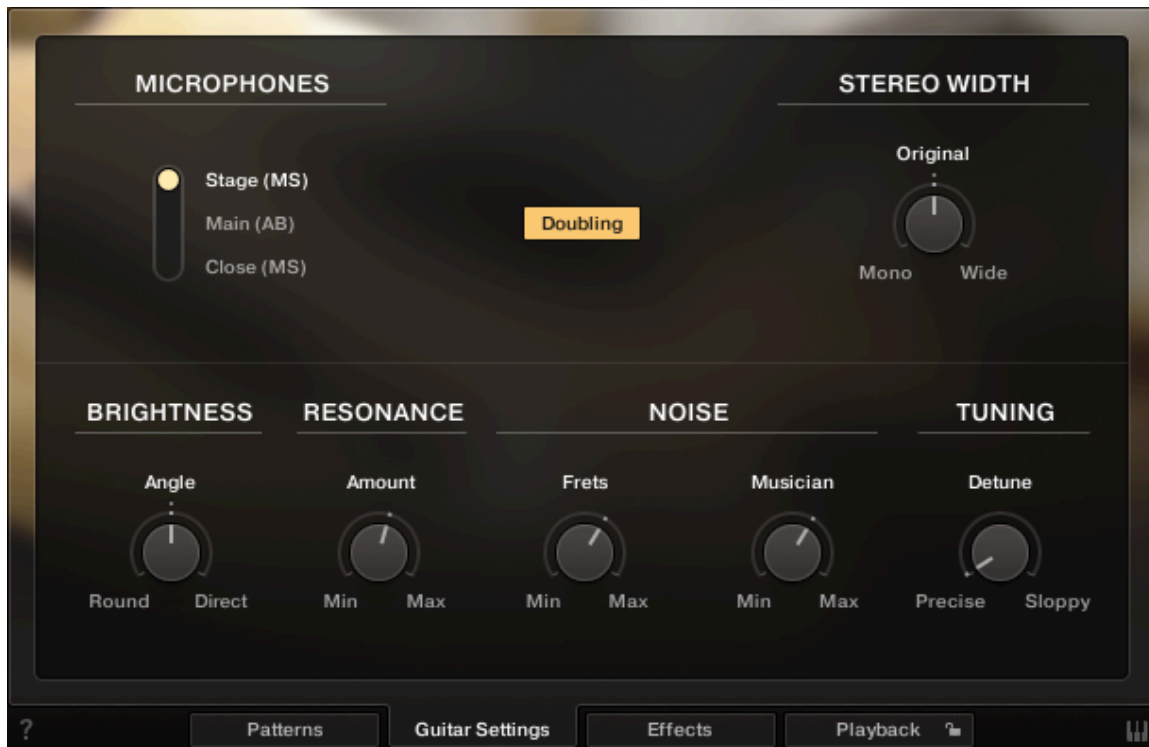 MICROPHONES
STEREO WIDTH
Original
Stage (MS)
Main (AB)
Close (MS)
Doubling
Mono Wide
BRIGHTNESS RESONANCE NOISE TUNING
Angle Amount Frets Musician Detune
Round Direct Min Max Min Max Min Max Precise Sloppy
? Patterns Guitar Settings Effects Playback